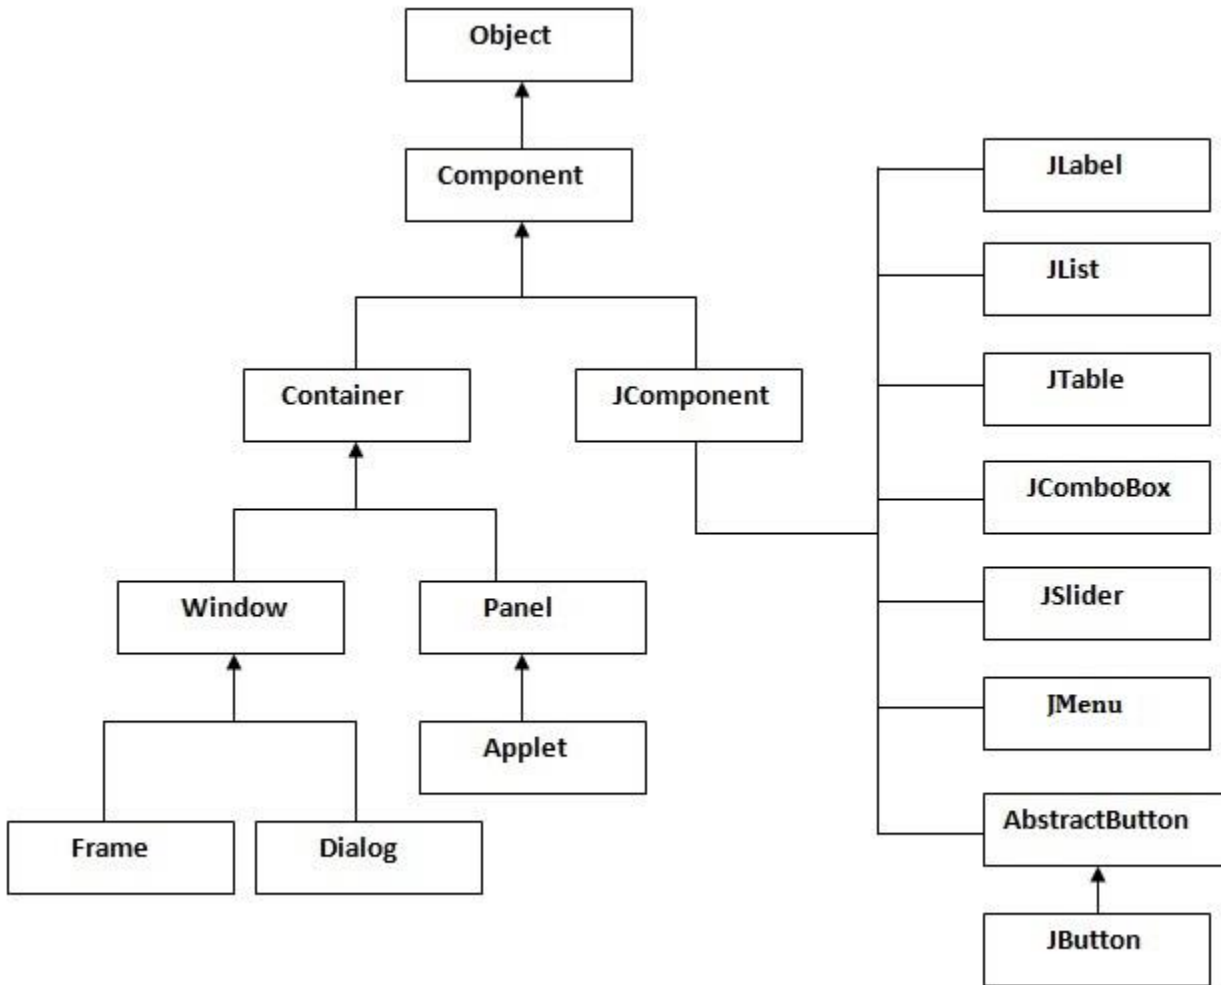 Object
Component
Container
JComponent
Window
Panel
Applet
Frame
Dialog
JLabel
JList
JTable
JComboBox
JSlider
JMenu
AbstractButton
JButton